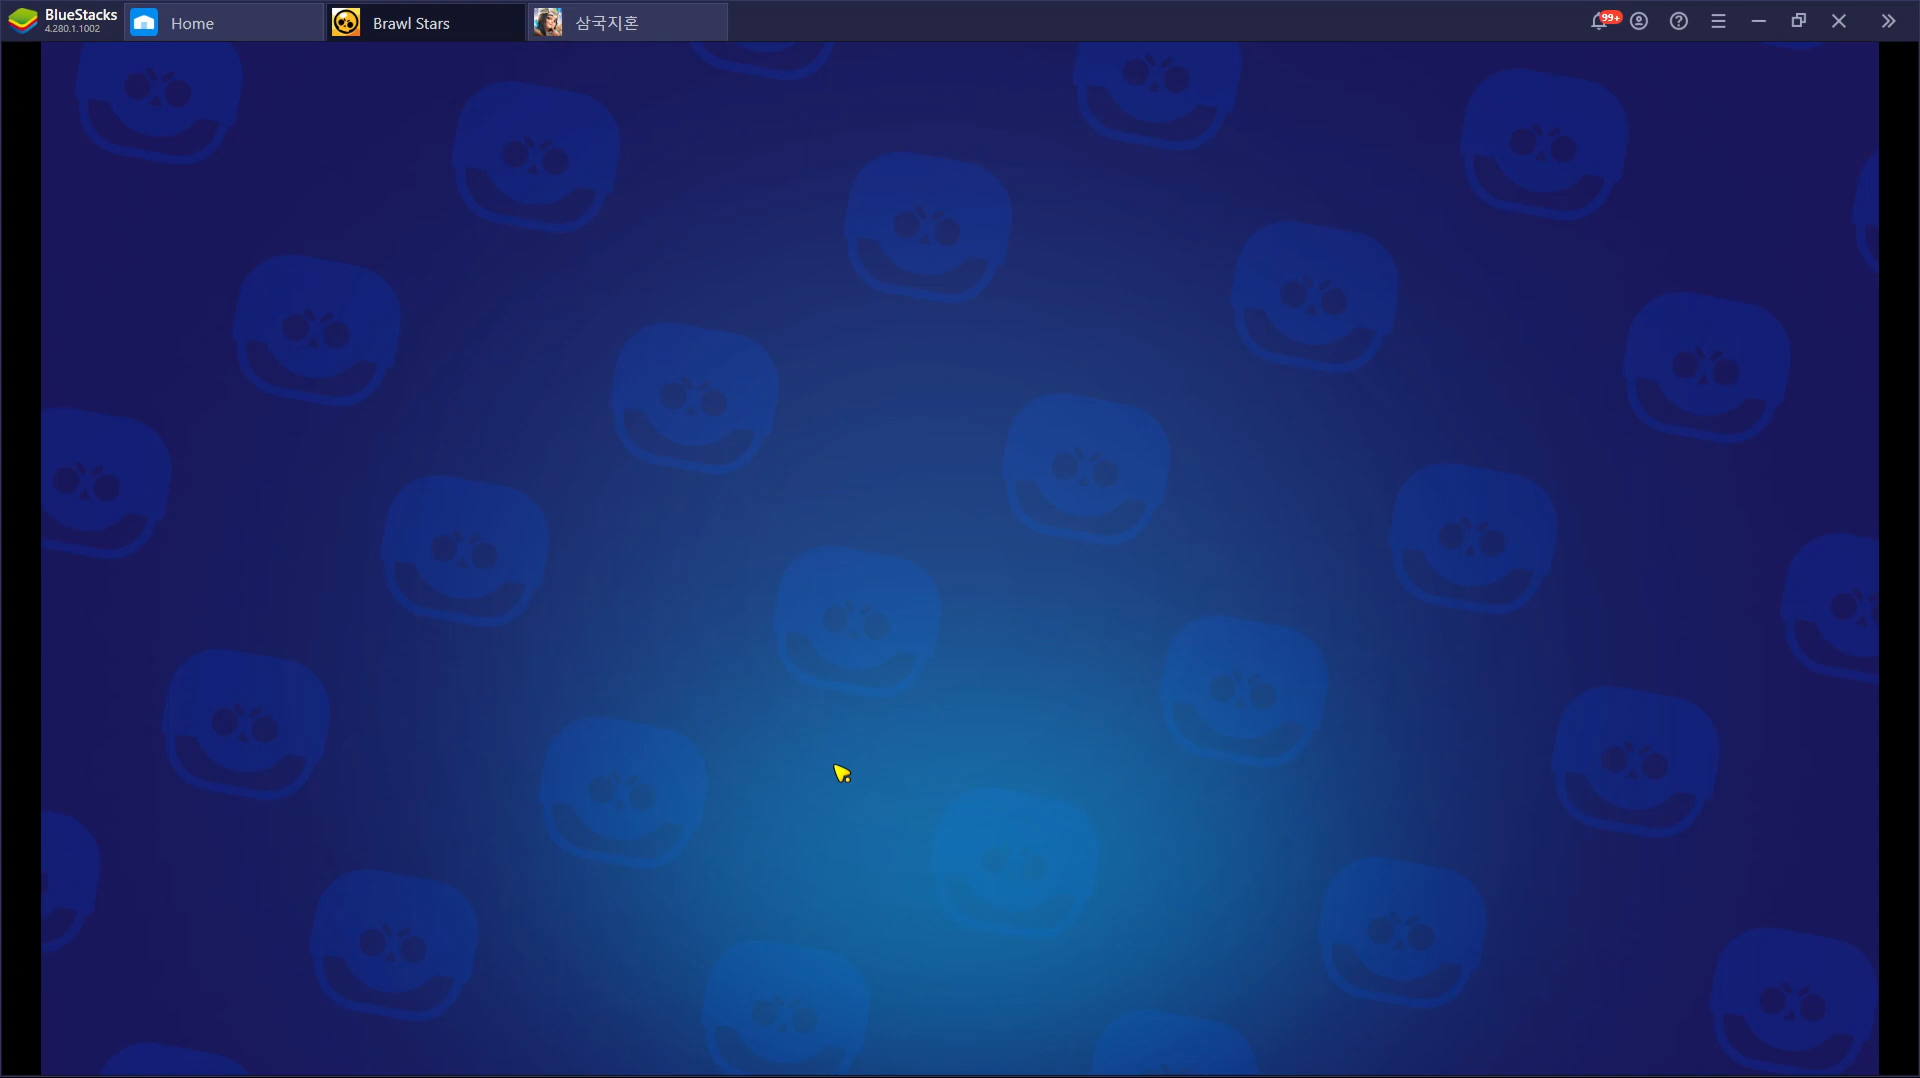 BlueStacks
4.280.1.1002
Home
Brawl Stars
삼국지혼
99+